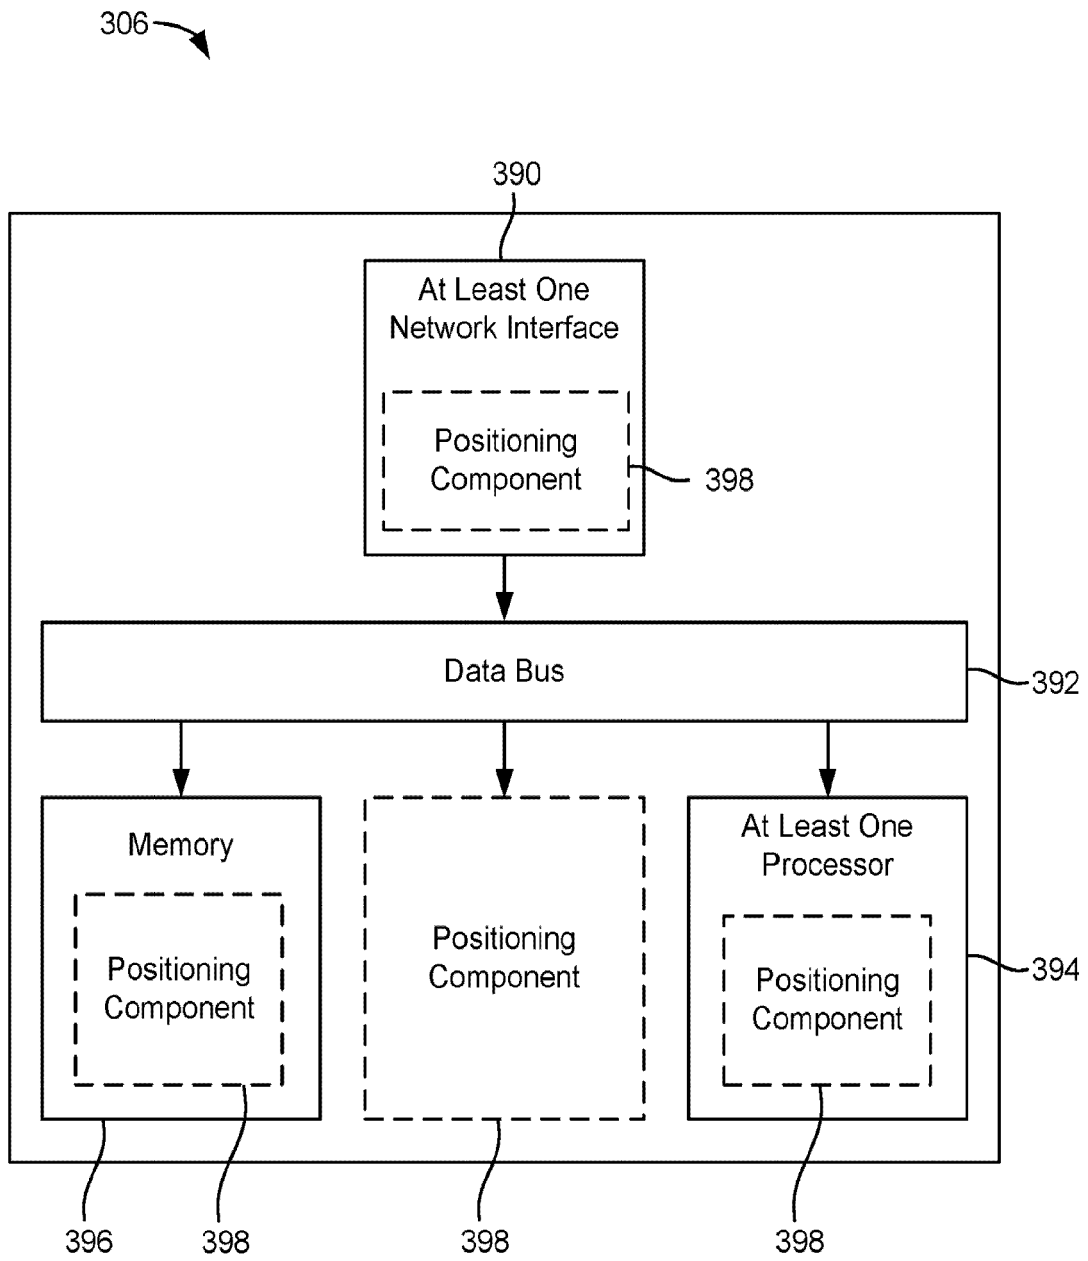 306
390
At Least One
Network Interface
Positioning
Component
398
Data Bus
392
Memory
Positioning
Component
Positioning
Component
At Least One
Processor
Positioning
Component
394
396
398
398
398